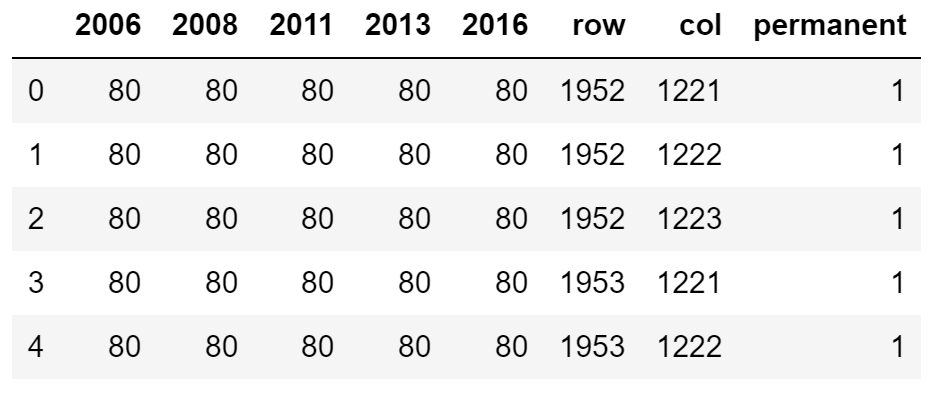 2006 2008 2011 2013 2016 row col permanent
0 80 80 80 80 80 1952 1221 1
1 80 80 80 80 80 1952 1222 1
2 80 80 80 80 80 1952 1223 1
3 80 80 80 80 80 1953 1221 1
4 80 80 80 80 80 1953 1222 1